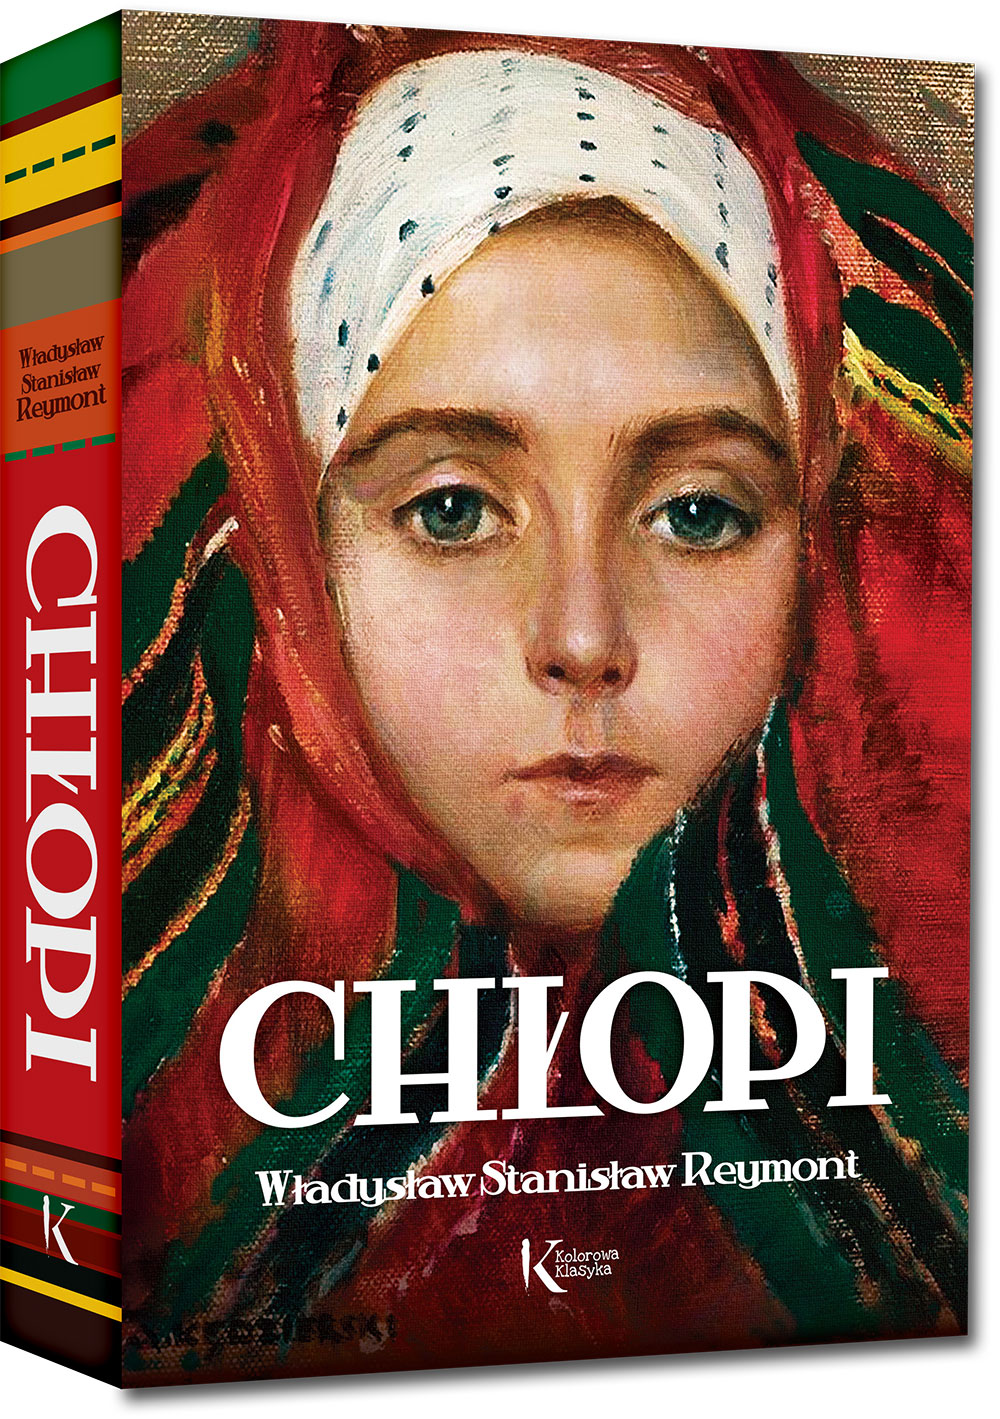 Władysław
Stanisław
Reymont
CHŁOPI
K
CHŁOPI
Władysław Stanisław Reymont
K Kolorowa
Klasyka